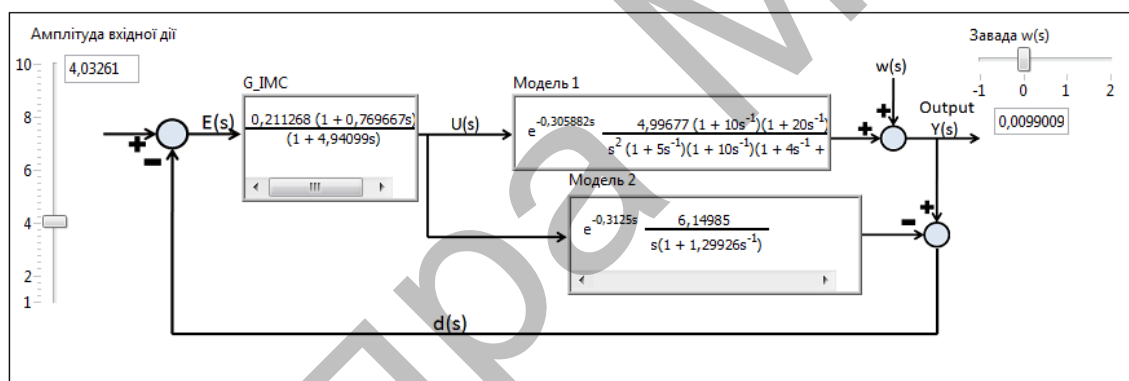 Амплітуда вхідної дії
10
4,03261
8
6
4
2
1
E(s)
G_IMC
0,211268 (1 + 0,769667s)
(1 + 4,94099s)
U(s)
Модель 1
e^-0,305882s 4,99677 (1 + 10s^-1)(1 + 20s^-1)
s^2 (1 + 5s^-1)(1 + 10s^-1)(1 + 4s^-1 +
Модель 2
e^-0,3125s 6,14985
s(1 + 1,29926s^-1)
w(s)
Output
Y(s)
Завада w(s)
-1 0 1 2
0,0099009
d(s)